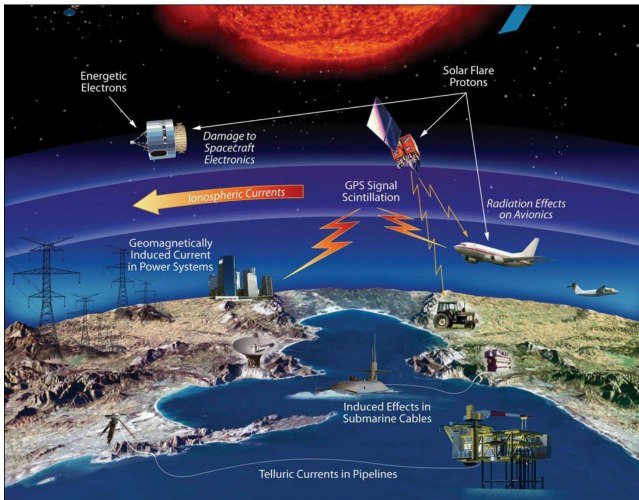 Energetic
Electrons
Solar Flare
Protons
Damage to
Spacecraft
Electronics
Ionospheric Currents
GPS Signal
Scintillation
Radiation Effects
on Avionics
Geomagnetically
Induced Current
in Power Systems
Induced Effects in
Submarine Cables
Telluric Currents in Pipelines